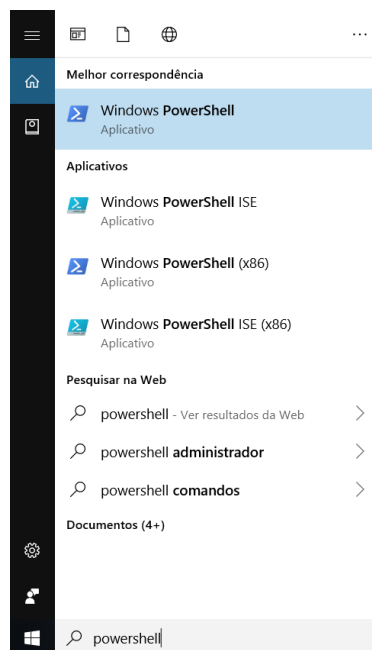 Melhor correspondência
Windows PowerShell
Aplicativo
Aplicativos
Windows PowerShell ISE
Aplicativo
Windows PowerShell (x86)
Aplicativo
Windows PowerShell ISE (x86)
Aplicativo
Pesquisar na Web
powershell - Ver resultados da Web
powershell administrador
powershell comandos
Documentos (4+)
powershell